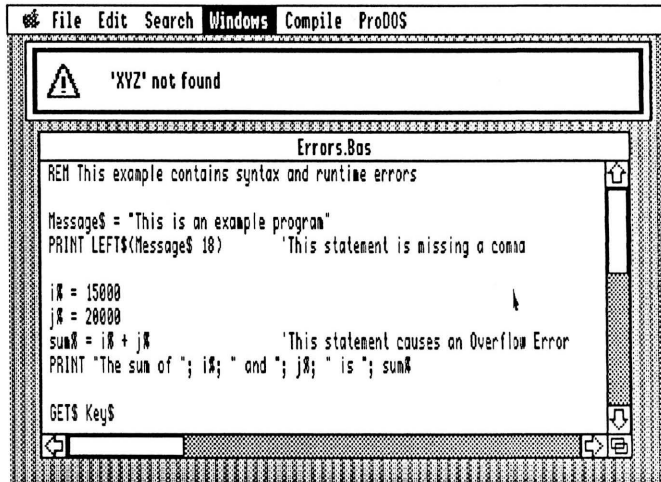 File Edit Search Windows Compile ProDOS
'XYZ' not found
Errors.Bas
REM This example contains syntax and runtime errors
Message$ = "This is an example program"
PRINT LEFT$(Message$ 18) 'This statement is missing a comma
i% = 15000
j% = 20000
sum% = i% + j% 'This statement causes an Overflow Error
PRINT "The sum of "; i%; " and "; j%; " is "; sum%
GET$ Key$